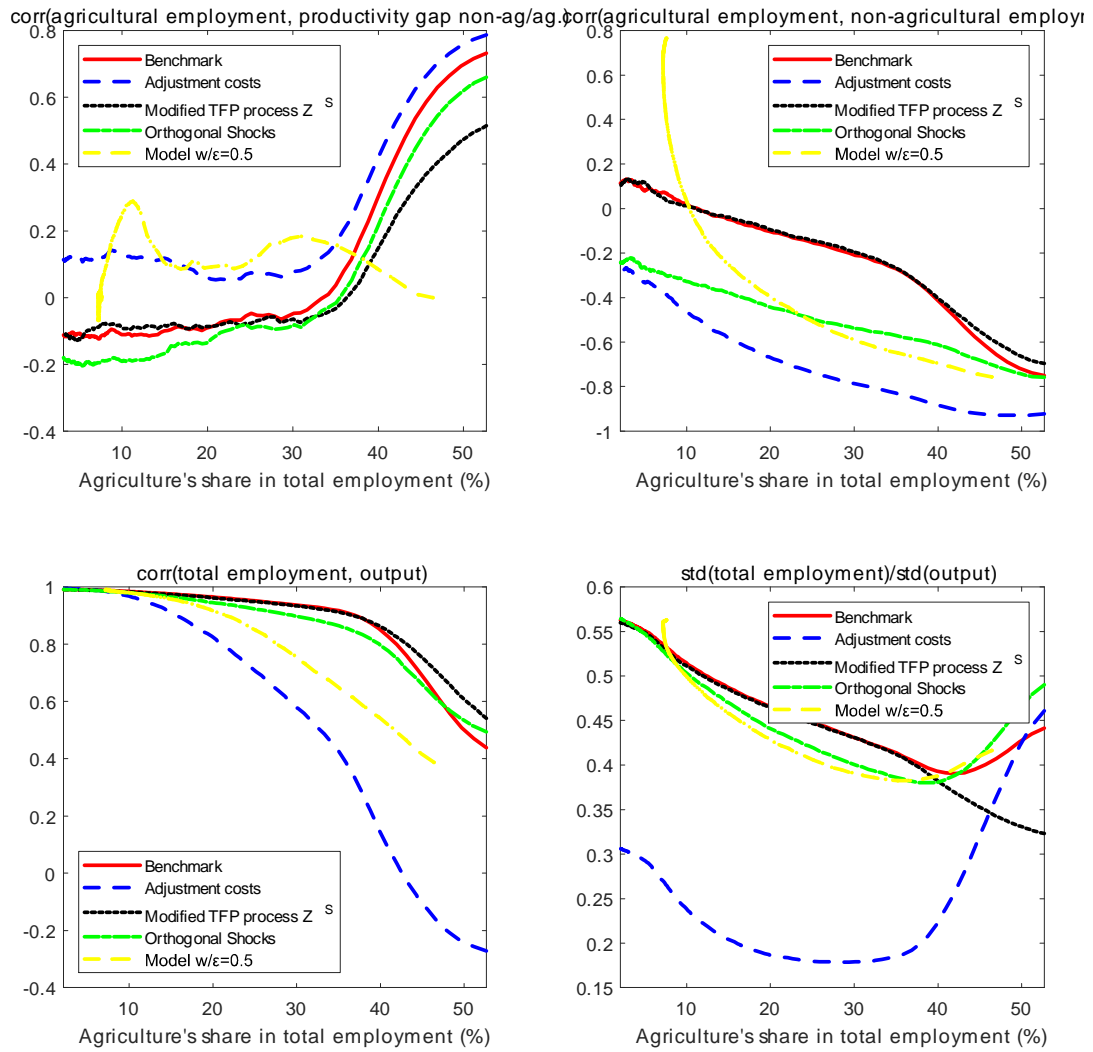 corr(agricultural employment, productivity gap non-ag/ag.)
0.8
0.6
0.4
0.2
0
-0.2
-0.4
Benchmark
Adjustment costs
Modified TFP process Z S
Orthogonal Shocks
Model w/ε=0.5
10 20 30 40 50
Agriculture's share in total employment (%)
corr(agricultural employment, non-agricultural employ
0.8
0.6
0.4
0.2
0
-0.2
-0.4
-0.6
-0.8
-1
Benchmark
Adjustment costs
Modified TFP process Z S
Orthogonal Shocks
Model w/ε=0.5
10 20 30 40 50
Agriculture's share in total employment (%)
corr(total employment, output)
1
0.8
0.6
0.4
0.2
0
-0.2
-0.4
Benchmark
Adjustment costs
Modified TFP process Z S
Orthogonal Shocks
Model w/ε=0.5
10 20 30 40 50
Agriculture's share in total employment (%)
std(total employment)/std(output)
0.6
0.55
0.5
0.45
0.4
0.35
0.3
0.25
0.2
0.15
Benchmark
Adjustment costs
Modified TFP process Z S
Orthogonal Shocks
Model w/ε=0.5
10 20 30 40 50
Agriculture's share in total employment (%)